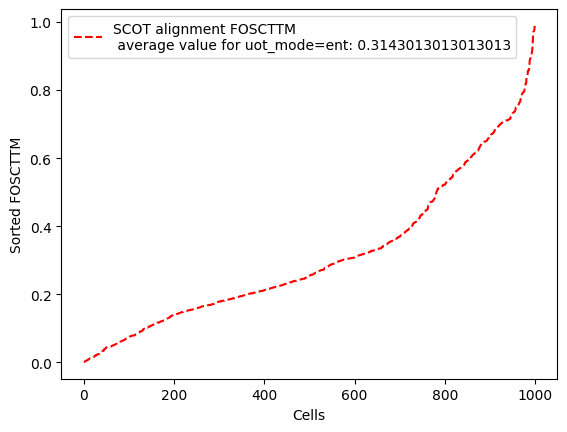 SCOT alignment FOSCTTM
average value for uot_mode=ent: 0.3143013013013013
1.0
0.8
0.6
0.4
0.2
0.0
Sorted FOSCTTM
0 200 400 600 800 1000
Cells